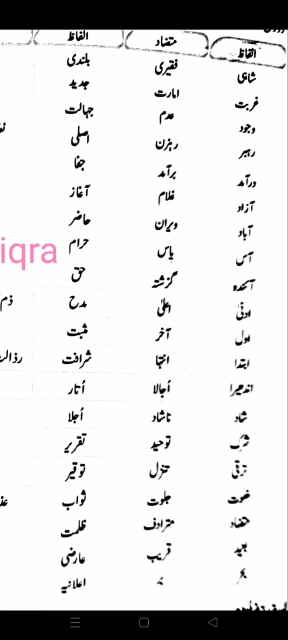 الفاظ متضاد الفاظ
شاہی فقیری بلندی
غربت امارت جدید
وجود عدم جہالت
رہبر رہزن اصلی
درآمد برآمد جفا
آزاد غلام آغاز
آباد ویران حاضر
آس یاس حرام
آئندہ گزشتہ حق
ادنیٰ اعلیٰ مدح
اول آخر مثبت
ابتدا انتہا شرافت
اندھیرا اُجالا اُتار
شاد ناشاد اُجلا
شرک توحید تقریر
ترقی تنزل توقیر
خلوت جلوت ثواب
متضاد مترادف ظلمت
بعید قریب عارضی
بحر بر اعلانیہ
iqra